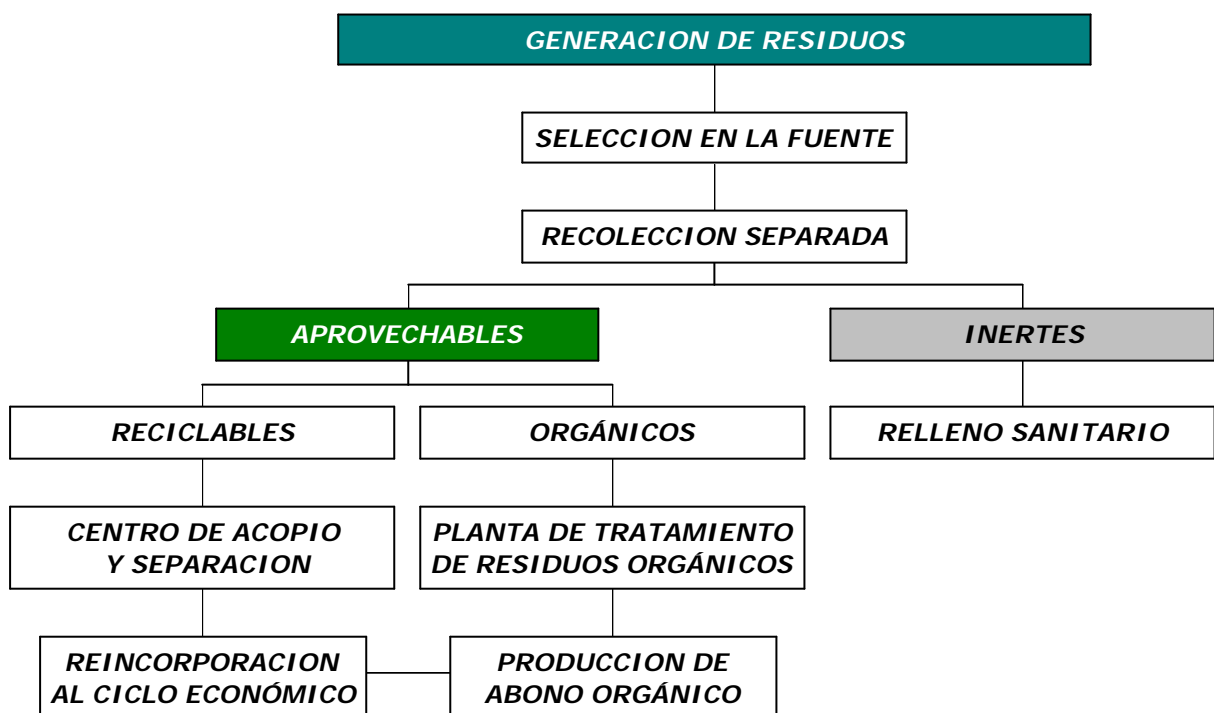 GENERACION DE RESIDUOS
SELECCION EN LA FUENTE
RECOLECCION SEPARADA
APROVECHABLES
INERTES
RECICLABLES
ORGÁNICOS
RELLENO SANITARIO
CENTRO DE ACOPIO
Y SEPARACION
PLANTA DE TRATAMIENTO
DE RESIDUOS ORGÁNICOS
REINCORPORACION
AL CICLO ECONÓMICO
PRODUCCION DE
ABONO ORGÁNICO